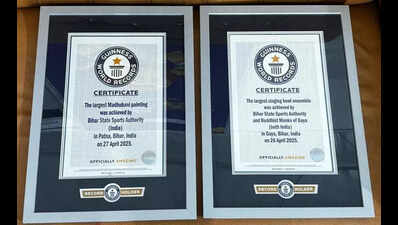 GUINNESS
WORLD RECORDS
CERTIFICATE
The largest Madhubani painting
was achieved by
Bihar State Sports Authority
(India)
in Patna, Bihar, India
on 27 April 2025.
OFFICIALLY AMAZING
RECORD HOLDER
GUINNESS
WORLD RECORDS
CERTIFICATE
The largest singing bowl ensemble
was achieved by
Bihar State Sports Authority
and Buddhist Monks of Gaya
(both India)
in Gaya, Bihar, India
on 26 April 2025.
OFFICIALLY AMAZING
RECORD HOLDER